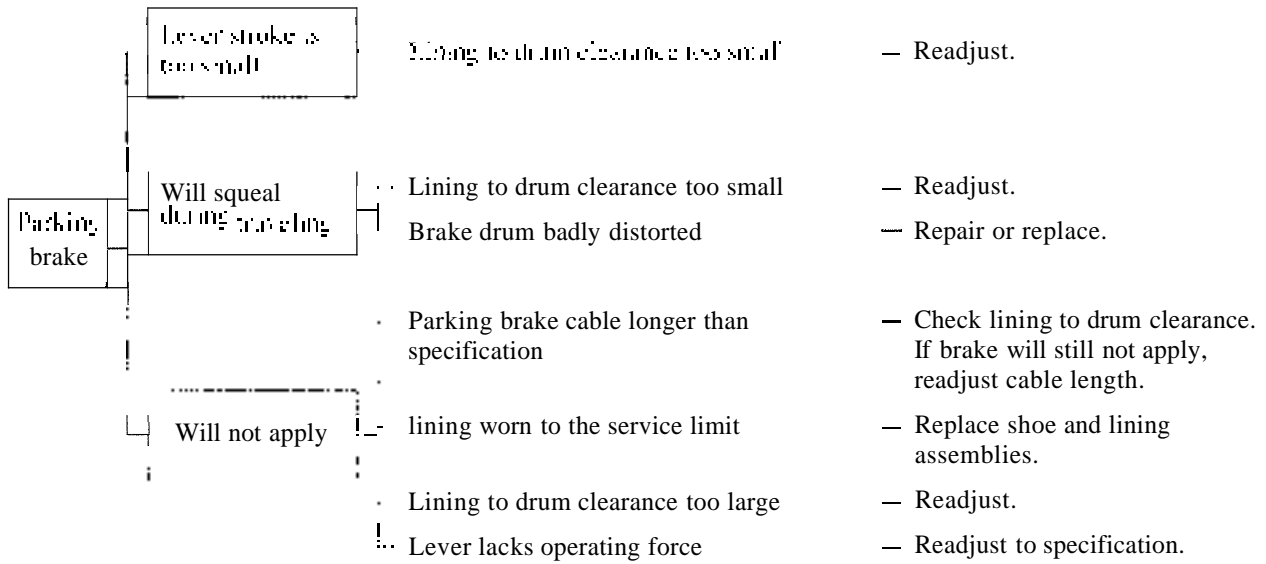 Lever stroke is
too small
Lining to drum clearance too small
— Readjust.
Will squeal
during traveling
Lining to drum clearance too small
— Readjust.
Brake drum badly distorted
— Repair or replace.
Parking
brake
Parking brake cable longer than
specification
— Check lining to drum clearance.
If brake will still not apply,
readjust cable length.
Will not apply
lining worn to the service limit
— Replace shoe and lining
assemblies.
Lining to drum clearance too large
— Readjust.
Lever lacks operating force
— Readjust to specification.